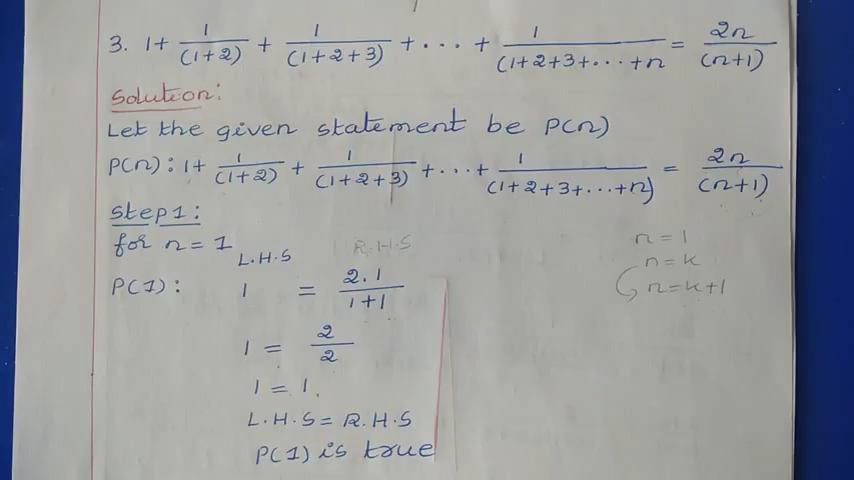 3. 1+ 1/(1+2) + 1/(1+2+3) + . . . + 1/(1+2+3+. . .+n = 2n/(n+1)
Solution:
Let the given statement be P(n)
P(n) : 1+ 1/(1+2) + 1/(1+2+3) + . . . + 1/(1+2+3+. . .+n) = 2n/(n+1)
Step1:
for n = 1
L.H.S R.H.S
P(1) : 1 = 2.1/1+1
1 = 2/2
1 = 1.
L.H.S = R.H.S
P(1) is true
n = 1
n = k
n = k+1